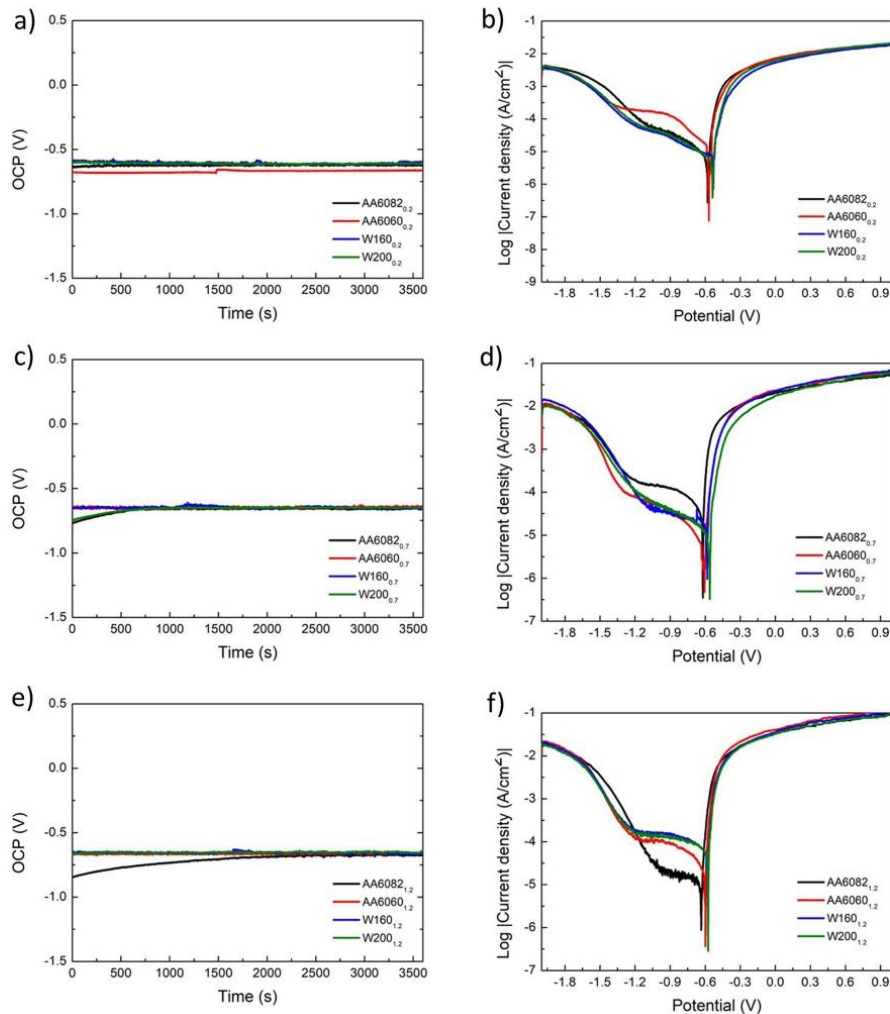 a)
0.5
0.0
-0.5
-1.0
-1.5
OCP (V)
0 500 1000 1500 2000 2500 3000 3500
Time (s)
AA6082₀.₂
AA6060₀.₂
W160₀.₂
W200₀.₂
b)
-1
-2
-3
-4
-5
-6
-7
-8
-9
Log |Current density (A/cm²)|
-1.8 -1.5 -1.2 -0.9 -0.6 -0.3 0.0 0.3 0.6 0.9
Potential (V)
AA6082₀.₂
AA6060₀.₂
W160₀.₂
W200₀.₂
c)
0.5
0.0
-0.5
-1.0
-1.5
OCP (V)
0 500 1000 1500 2000 2500 3000 3500
Time (s)
AA6082₀.₇
AA6060₀.₇
W160₀.₇
W200₀.₇
d)
-1
-2
-3
-4
-5
-6
-7
Log |Current density (A/cm²)|
-1.8 -1.5 -1.2 -0.9 -0.6 -0.3 0.0 0.3 0.6 0.9
Potential (V)
AA6082₀.₇
AA6060₀.₇
W160₀.₇
W200₀.₇
e)
0.5
0.0
-0.5
-1.0
-1.5
OCP (V)
0 500 1000 1500 2000 2500 3000 3500
Time (s)
AA6082₁.₂
AA6060₁.₂
W160₁.₂
W200₁.₂
f)
-1
-2
-3
-4
-5
-6
-7
Log |Current density (A/cm²)|
-1.8 -1.5 -1.2 -0.9 -0.6 -0.3 0.0 0.3 0.6 0.9
Potential (V)
AA6082₁.₂
AA6060₁.₂
W160₁.₂
W200₁.₂